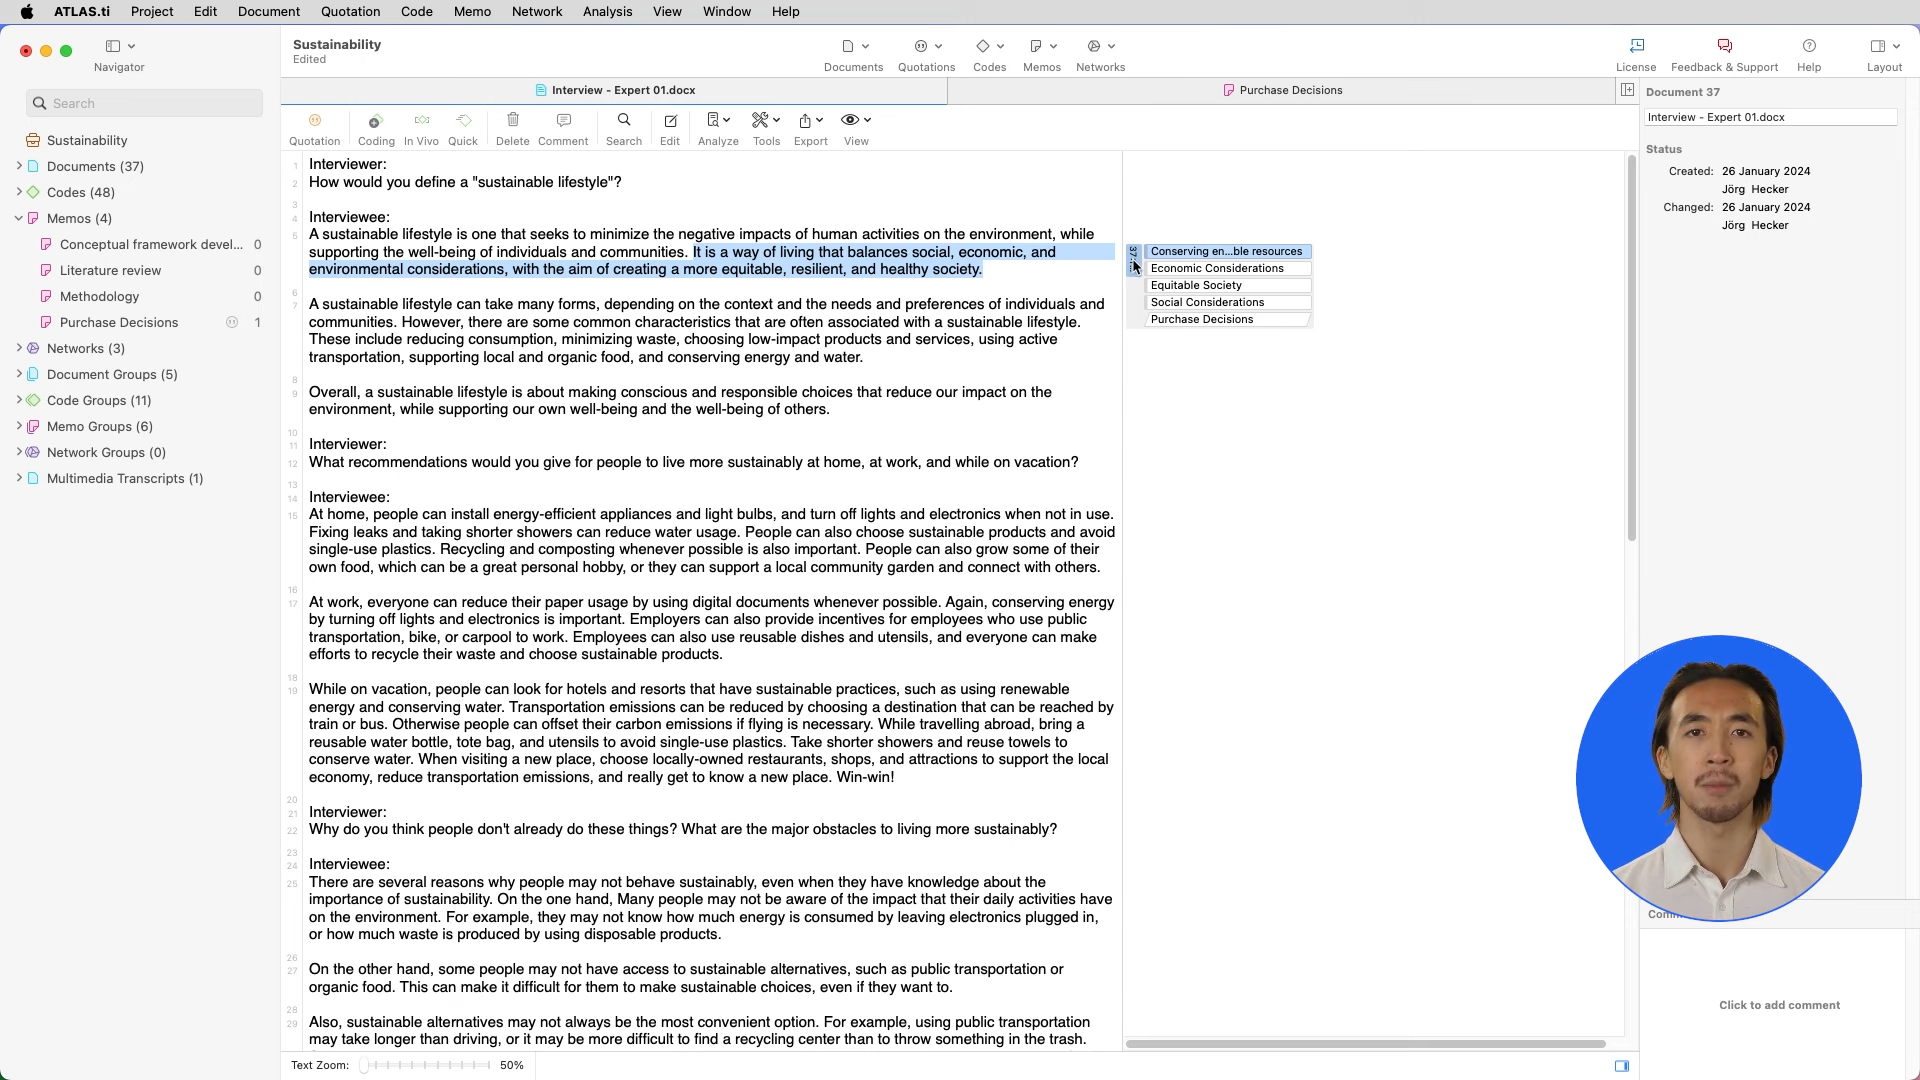 ATLAS.ti Project Edit Document Quotation Code Memo Network Analysis View Window Help
Navigator
Search
Sustainability
Documents (37)
Codes (48)
Memos (4)
Conceptual framework devel... 0
Literature review 0
Methodology 0
Purchase Decisions 1
Networks (3)
Document Groups (5)
Code Groups (11)
Memo Groups (6)
Network Groups (0)
Multimedia Transcripts (1)
Sustainability
Edited
Documents Quotations Codes Memos Networks
License Feedback & Support Help Layout
Interview - Expert 01.docx
Purchase Decisions
Quotation Coding In Vivo Quick Delete Comment Search Edit Analyze Tools Export View
1 Interviewer:
2 How would you define a "sustainable lifestyle"?
3
4 Interviewee:
5 A sustainable lifestyle is one that seeks to minimize the negative impacts of human activities on the environment, while
supporting the well-being of individuals and communities. It is a way of living that balances social, economic, and
environmental considerations, with the aim of creating a more equitable, resilient, and healthy society.
6
7 A sustainable lifestyle can take many forms, depending on the context and the needs and preferences of individuals and
communities. However, there are some common characteristics that are often associated with a sustainable lifestyle.
These include reducing consumption, minimizing waste, choosing low-impact products and services, using active
transportation, supporting local and organic food, and conserving energy and water.
8
9 Overall, a sustainable lifestyle is about making conscious and responsible choices that reduce our impact on the
environment, while supporting our own well-being and the well-being of others.
10
11 Interviewer:
12 What recommendations would you give for people to live more sustainably at home, at work, and while on vacation?
13
14 Interviewee:
15 At home, people can install energy-efficient appliances and light bulbs, and turn off lights and electronics when not in use.
Fixing leaks and taking shorter showers can reduce water usage. People can also choose sustainable products and avoid
single-use plastics. Recycling and composting whenever possible is also important. People can also grow some of their
own food, which can be a great personal hobby, or they can support a local community garden and connect with others.
16
17 At work, everyone can reduce their paper usage by using digital documents whenever possible. Again, conserving energy
by turning off lights and electronics is important. Employers can also provide incentives for employees who use public
transportation, bike, or carpool to work. Employees can also use reusable dishes and utensils, and everyone can make
efforts to recycle their waste and choose sustainable products.
18
19 While on vacation, people can look for hotels and resorts that have sustainable practices, such as using renewable
energy and conserving water. Transportation emissions can be reduced by choosing a destination that can be reached by
train or bus. Otherwise people can offset their carbon emissions if flying is necessary. While travelling abroad, bring a
reusable water bottle, tote bag, and utensils to avoid single-use plastics. Take shorter showers and reuse towels to
conserve water. When visiting a new place, choose locally-owned restaurants, shops, and attractions to support the local
economy, reduce transportation emissions, and really get to know a new place. Win-win!
20
21 Interviewer:
22 Why do you think people don't already do these things? What are the major obstacles to living more sustainably?
23
24 Interviewee:
25 There are several reasons why people may not behave sustainably, even when they have knowledge about the
importance of sustainability. On the one hand, Many people may not be aware of the impact that their daily activities have
on the environment. For example, they may not know how much energy is consumed by leaving electronics plugged in,
or how much waste is produced by using disposable products.
26
27 On the other hand, some people may not have access to sustainable alternatives, such as public transportation or
organic food. This can make it difficult for them to make sustainable choices, even if they want to.
28
29 Also, sustainable alternatives may not always be the most convenient option. For example, using public transportation
may take longer than driving, or it may be more difficult to find a recycling center than to throw something in the trash.
Conserving en...ble resources
Economic Considerations
Equitable Society
Social Considerations
Purchase Decisions
Text Zoom: 50%
Document 37
Interview - Expert 01.docx
Status
Created: 26 January 2024
Jörg Hecker
Changed: 26 January 2024
Jörg Hecker
Click to add comment